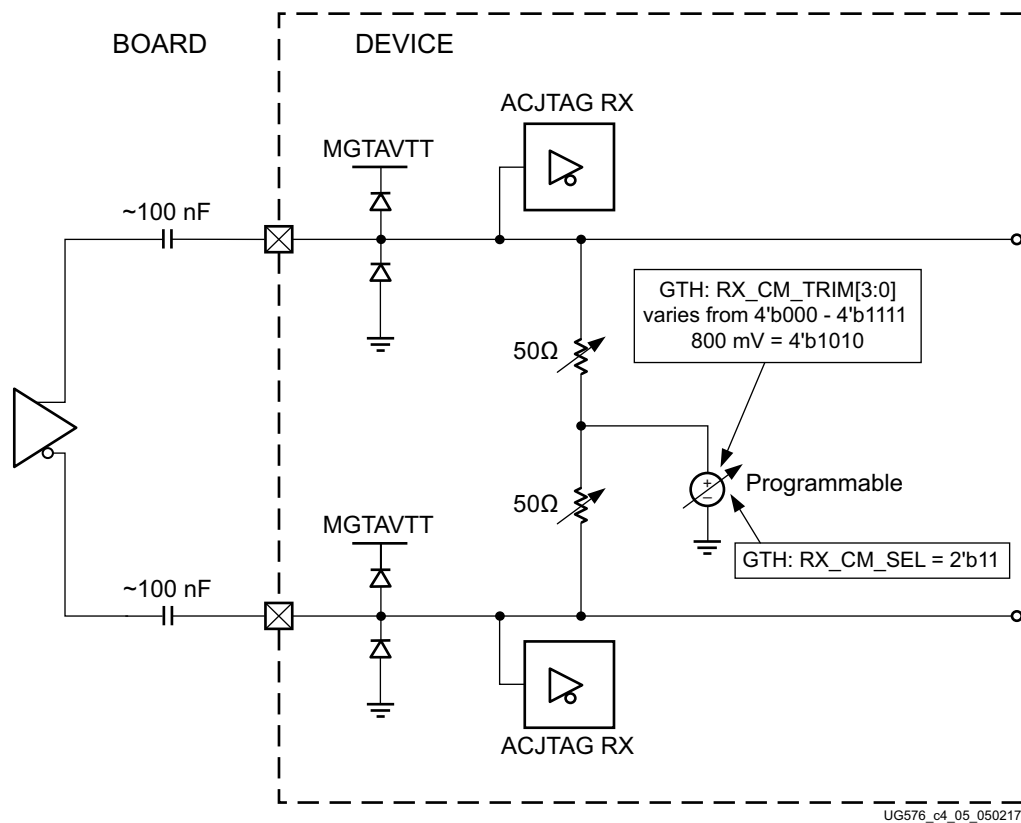 BOARD
DEVICE
ACJTAG RX
MGTAVTT
~100 nF
GTH: RX_CM_TRIM[3:0]
varies from 4'b000 - 4'b1111
800 mV = 4'b1010
50Ω
+
–
Programmable
50Ω
MGTAVTT
GTH: RX_CM_SEL = 2'b11
~100 nF
ACJTAG RX
UG576_c4_05_050217